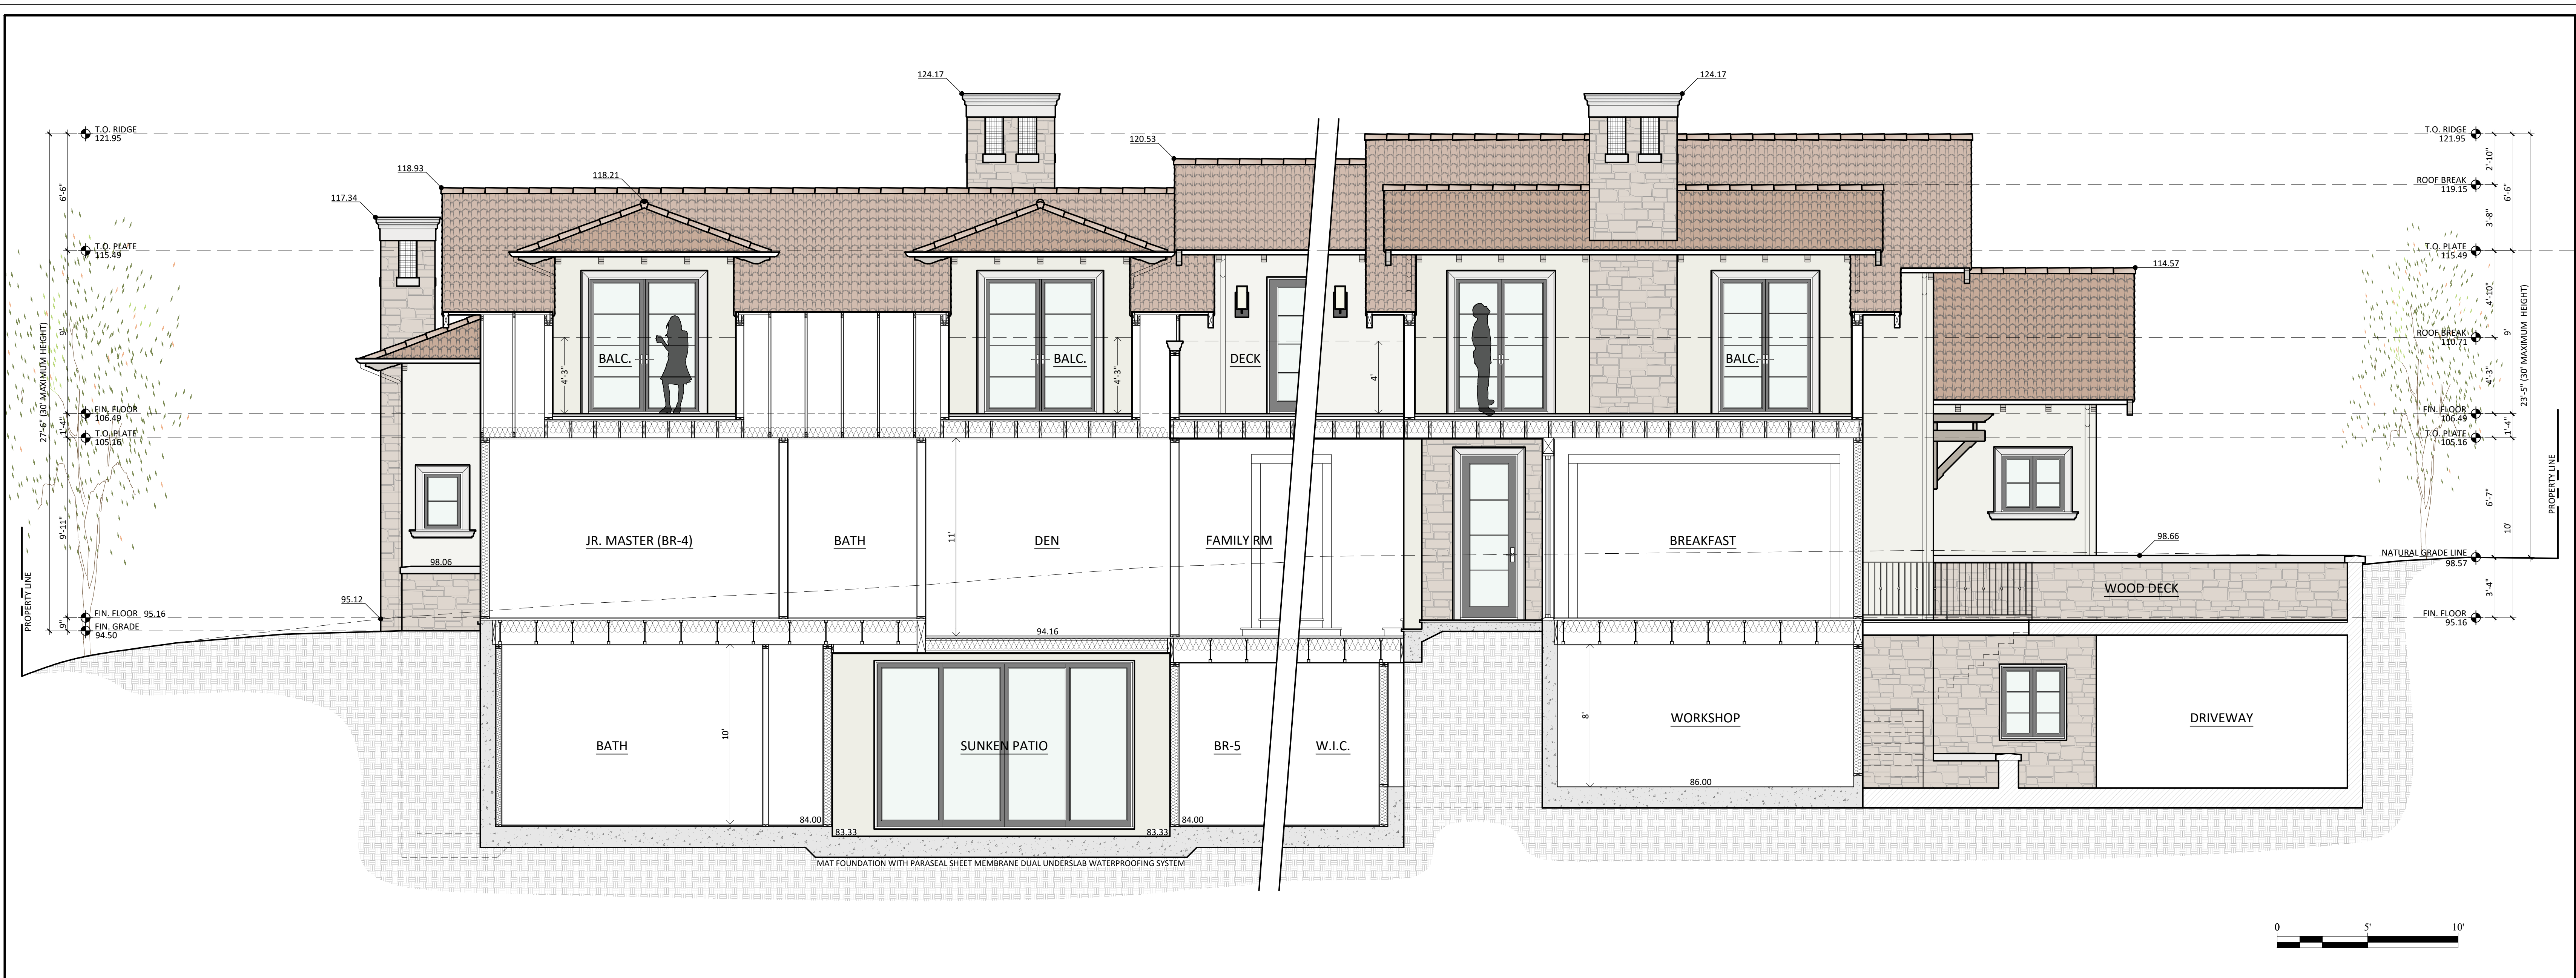 124.17
124.17
T.O. RIDGE
121.95
T.O. RIDGE
121.95
120.53
118.93
118.21
117.34
ROOF BREAK
119.15
2'-10"
6'-6"
3'-8"
6'-6"
T.O. PLATE
115.49
T.O. PLATE
115.49
114.57
4'-10"
9'
ROOF BREAK
110.71
9'
4'-3"
27'-6" (30' MAXIMUM HEIGHT)
23'-5" (30' MAXIMUM HEIGHT)
BALC.
BALC.
DECK
BALC.
4'-3"
4'-3"
4'
FIN. FLOOR
106.49
FIN. FLOOR
106.49
1'-4"
1'-4"
T.O. PLATE
105.16
T.O. PLATE
105.16
9'-11"
6'-7"
10'
PROPERTY LINE
PROPERTY LINE
JR. MASTER (BR-4)
BATH
DEN
11'
FAMILY RM
BREAKFAST
98.66
NATURAL GRADE LINE
98.57
98.06
WOOD DECK
3'-4"
95.12
FIN. FLOOR 95.16
FIN. FLOOR
95.16
9"
FIN. GRADE
94.50
94.16
BATH
10'
SUNKEN PATIO
BR-5
W.I.C.
8'
WORKSHOP
DRIVEWAY
86.00
84.00
83.33
83.33
84.00
MAT FOUNDATION WITH PARASEAL SHEET MEMBRANE DUAL UNDERSLAB WATERPROOFING SYSTEM
0 5' 10'